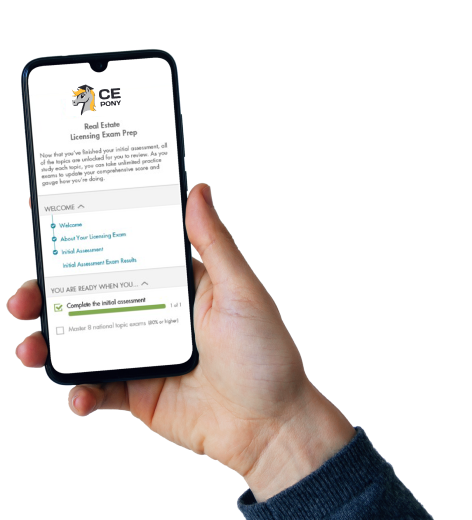 CE
PONY
Real Estate
Licensing Exam Prep
Now that you've finished your initial assessment, all
of the topics are unlocked for you to review. As you
study each topic, you can take unlimited practice
exams to update your comprehensive score and
gauge how you're doing.
WELCOME
Welcome
About Your Licensing Exam
Initial Assessment
Initial Assessment Exam Results
YOU ARE READY WHEN YOU...
Complete the initial assessment
1 of 1
Master 8 national topic exams (80% or higher)